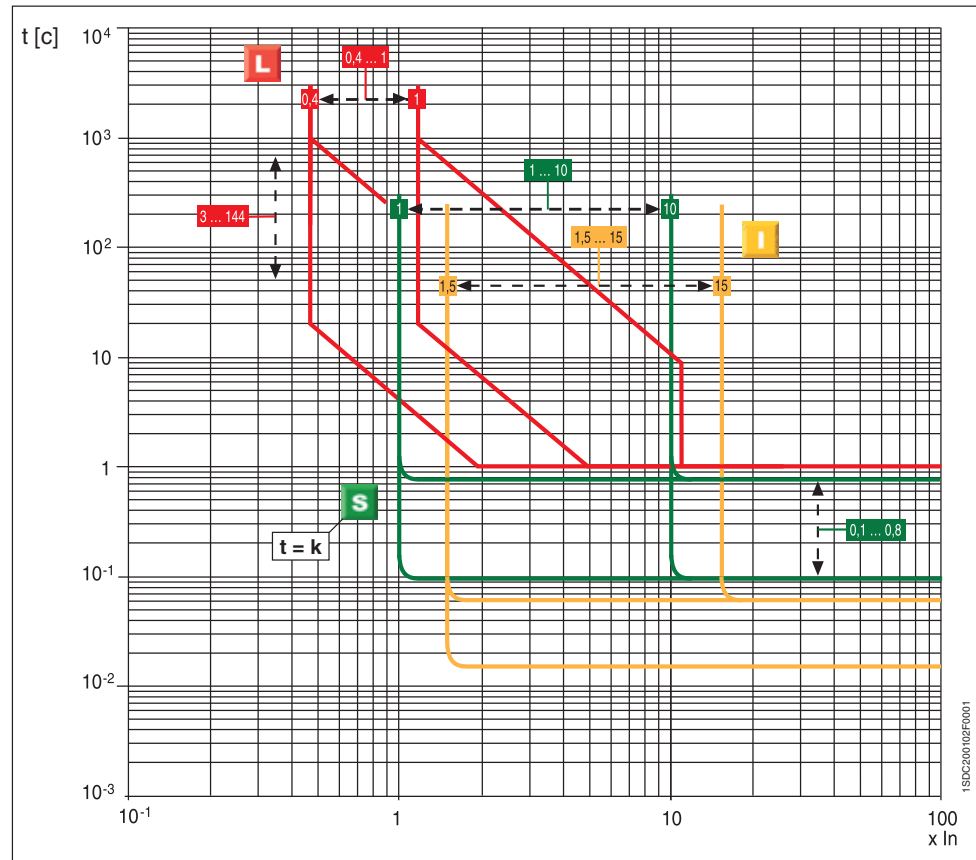 t [c]
10⁴
L
0,4 ... 1
0,4
1
10³
1 ... 10
3 ... 144
1
10
1,5 ... 15
I
10²
1,5
15
10
1
S
0,1 ... 0,8
t = k
10⁻¹
10⁻²
10⁻³
10⁻¹
1
10
100
x In
1SDC200102F0001